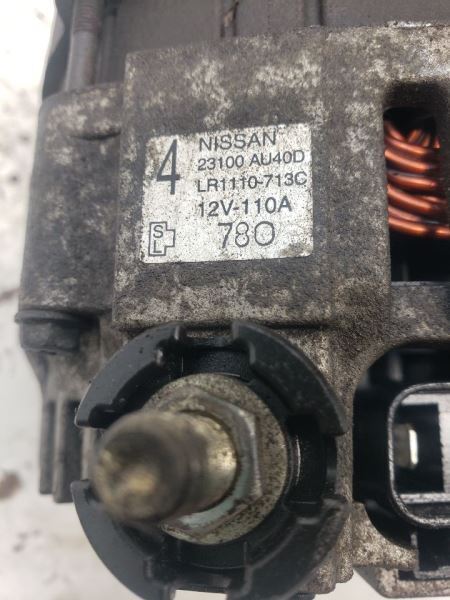 4
NISSAN
23100 AU40D
LR1110-713C
12V-110A
S
L
780